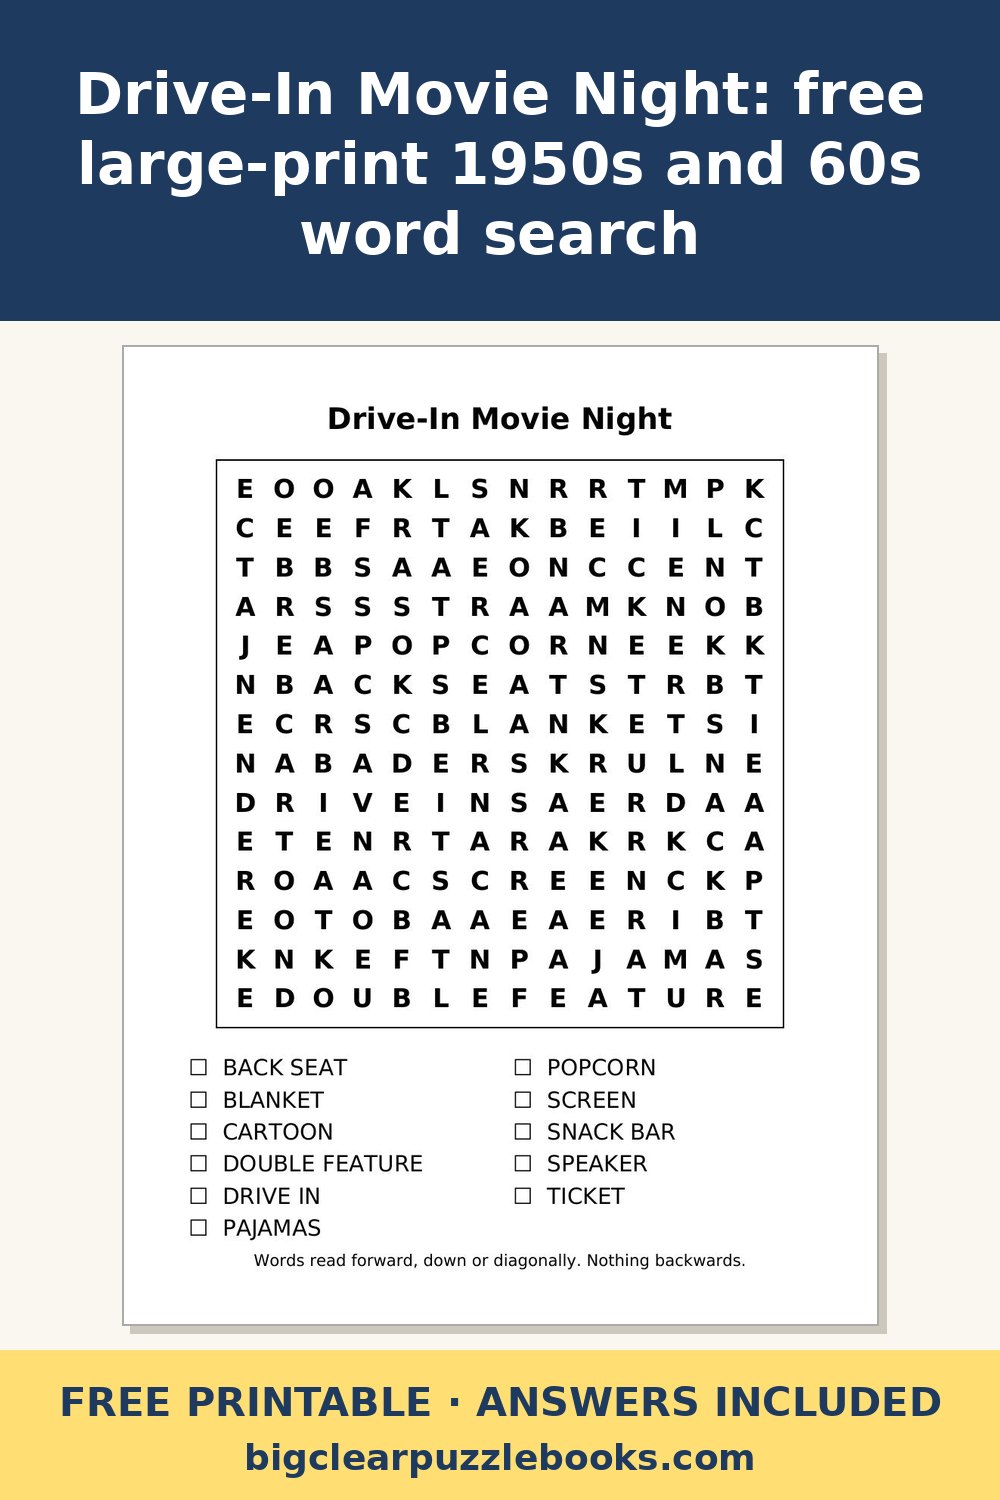 Drive-In Movie Night: free
large-print 1950s and 60s
word search
Drive-In Movie Night
E O O A K L S N R R T M P K
C E E F R T A K B E I I L C
T B B S A A E O N C C E N T
A R S S S T R A A M K N O B
J E A P O P C O R N E E K K
N B A C K S E A T S T R B T
E C R S C B L A N K E T S I
N A B A D E R S K R U L N E
D R I V E I N S A E R D A A
E T E N R T A R A K R K C A
R O A A C S C R E E N C K P
E O T O B A A E A E R I B T
K N K E F T N P A J A M A S
E D O U B L E F E A T U R E
☐ BACK SEAT
☐ BLANKET
☐ CARTOON
☐ DOUBLE FEATURE
☐ DRIVE IN
☐ PAJAMAS
☐ POPCORN
☐ SCREEN
☐ SNACK BAR
☐ SPEAKER
☐ TICKET
Words read forward, down or diagonally. Nothing backwards.
FREE PRINTABLE · ANSWERS INCLUDED
bigclearpuzzlebooks.com